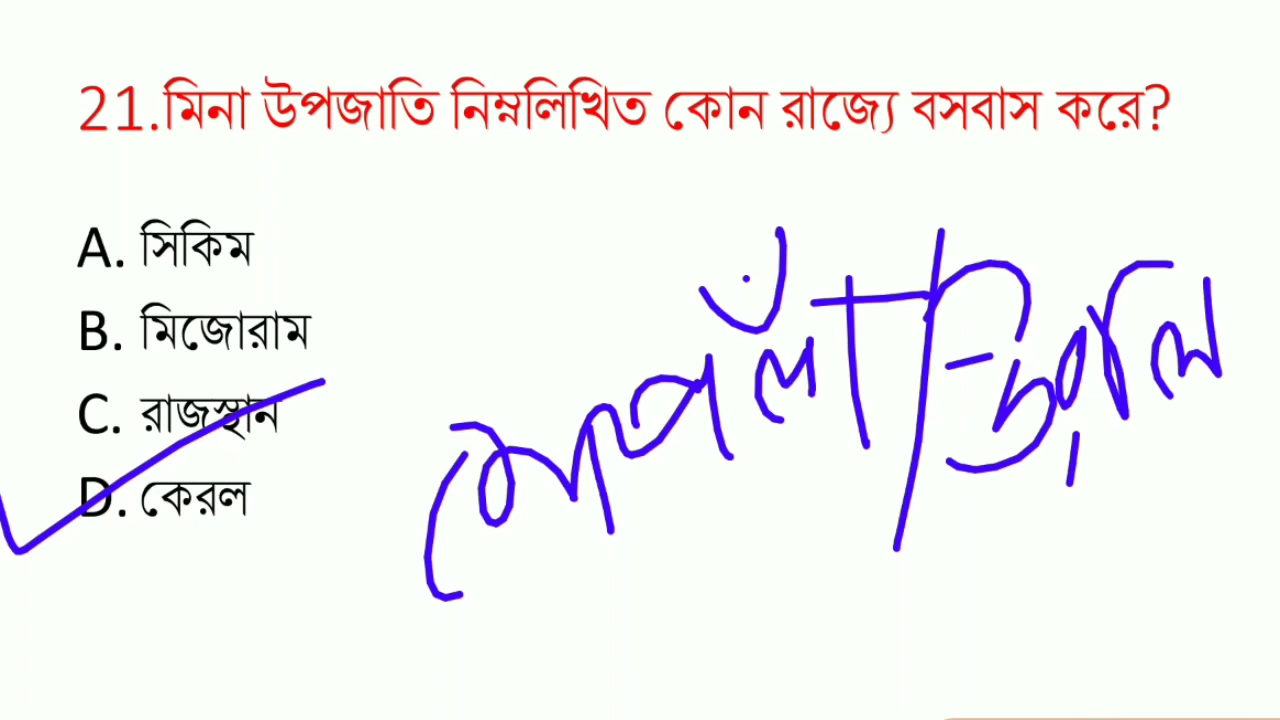 21.মিনা উপজাতি নিম্নলিখিত কোন রাজ্যে বসবাস করে?
A. সিকিম
B. মিজোরাম
C. রাজস্থান
D. কেরল